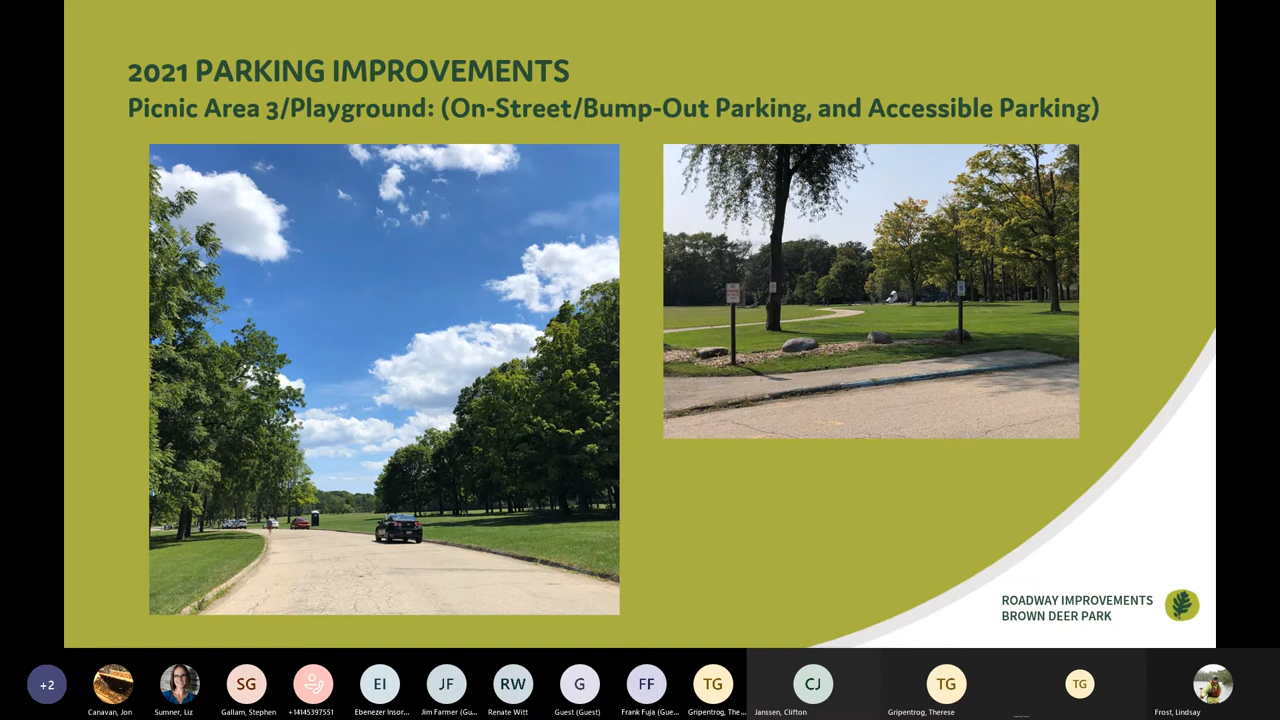 2021 PARKING IMPROVEMENTS
Picnic Area 3/Playground: (On-Street/Bump-Out Parking, and Accessible Parking)
ROADWAY IMPROVEMENTS
BROWN DEER PARK
+2
SG
EI
JF
RW
G
FF
TG
CJ
TG
TG
Canavan, Jon
Sumner, Liz
Gallam, Stephen
+14145397551
Ebenezer Insor...
Jim Farmer (Gu...
Renate Witt
Guest (Guest)
Frank Fuja (Gue...
Gripentrog, The...
Janssen, Clifton
Gripentrog, Therese
Frost, Lindsay